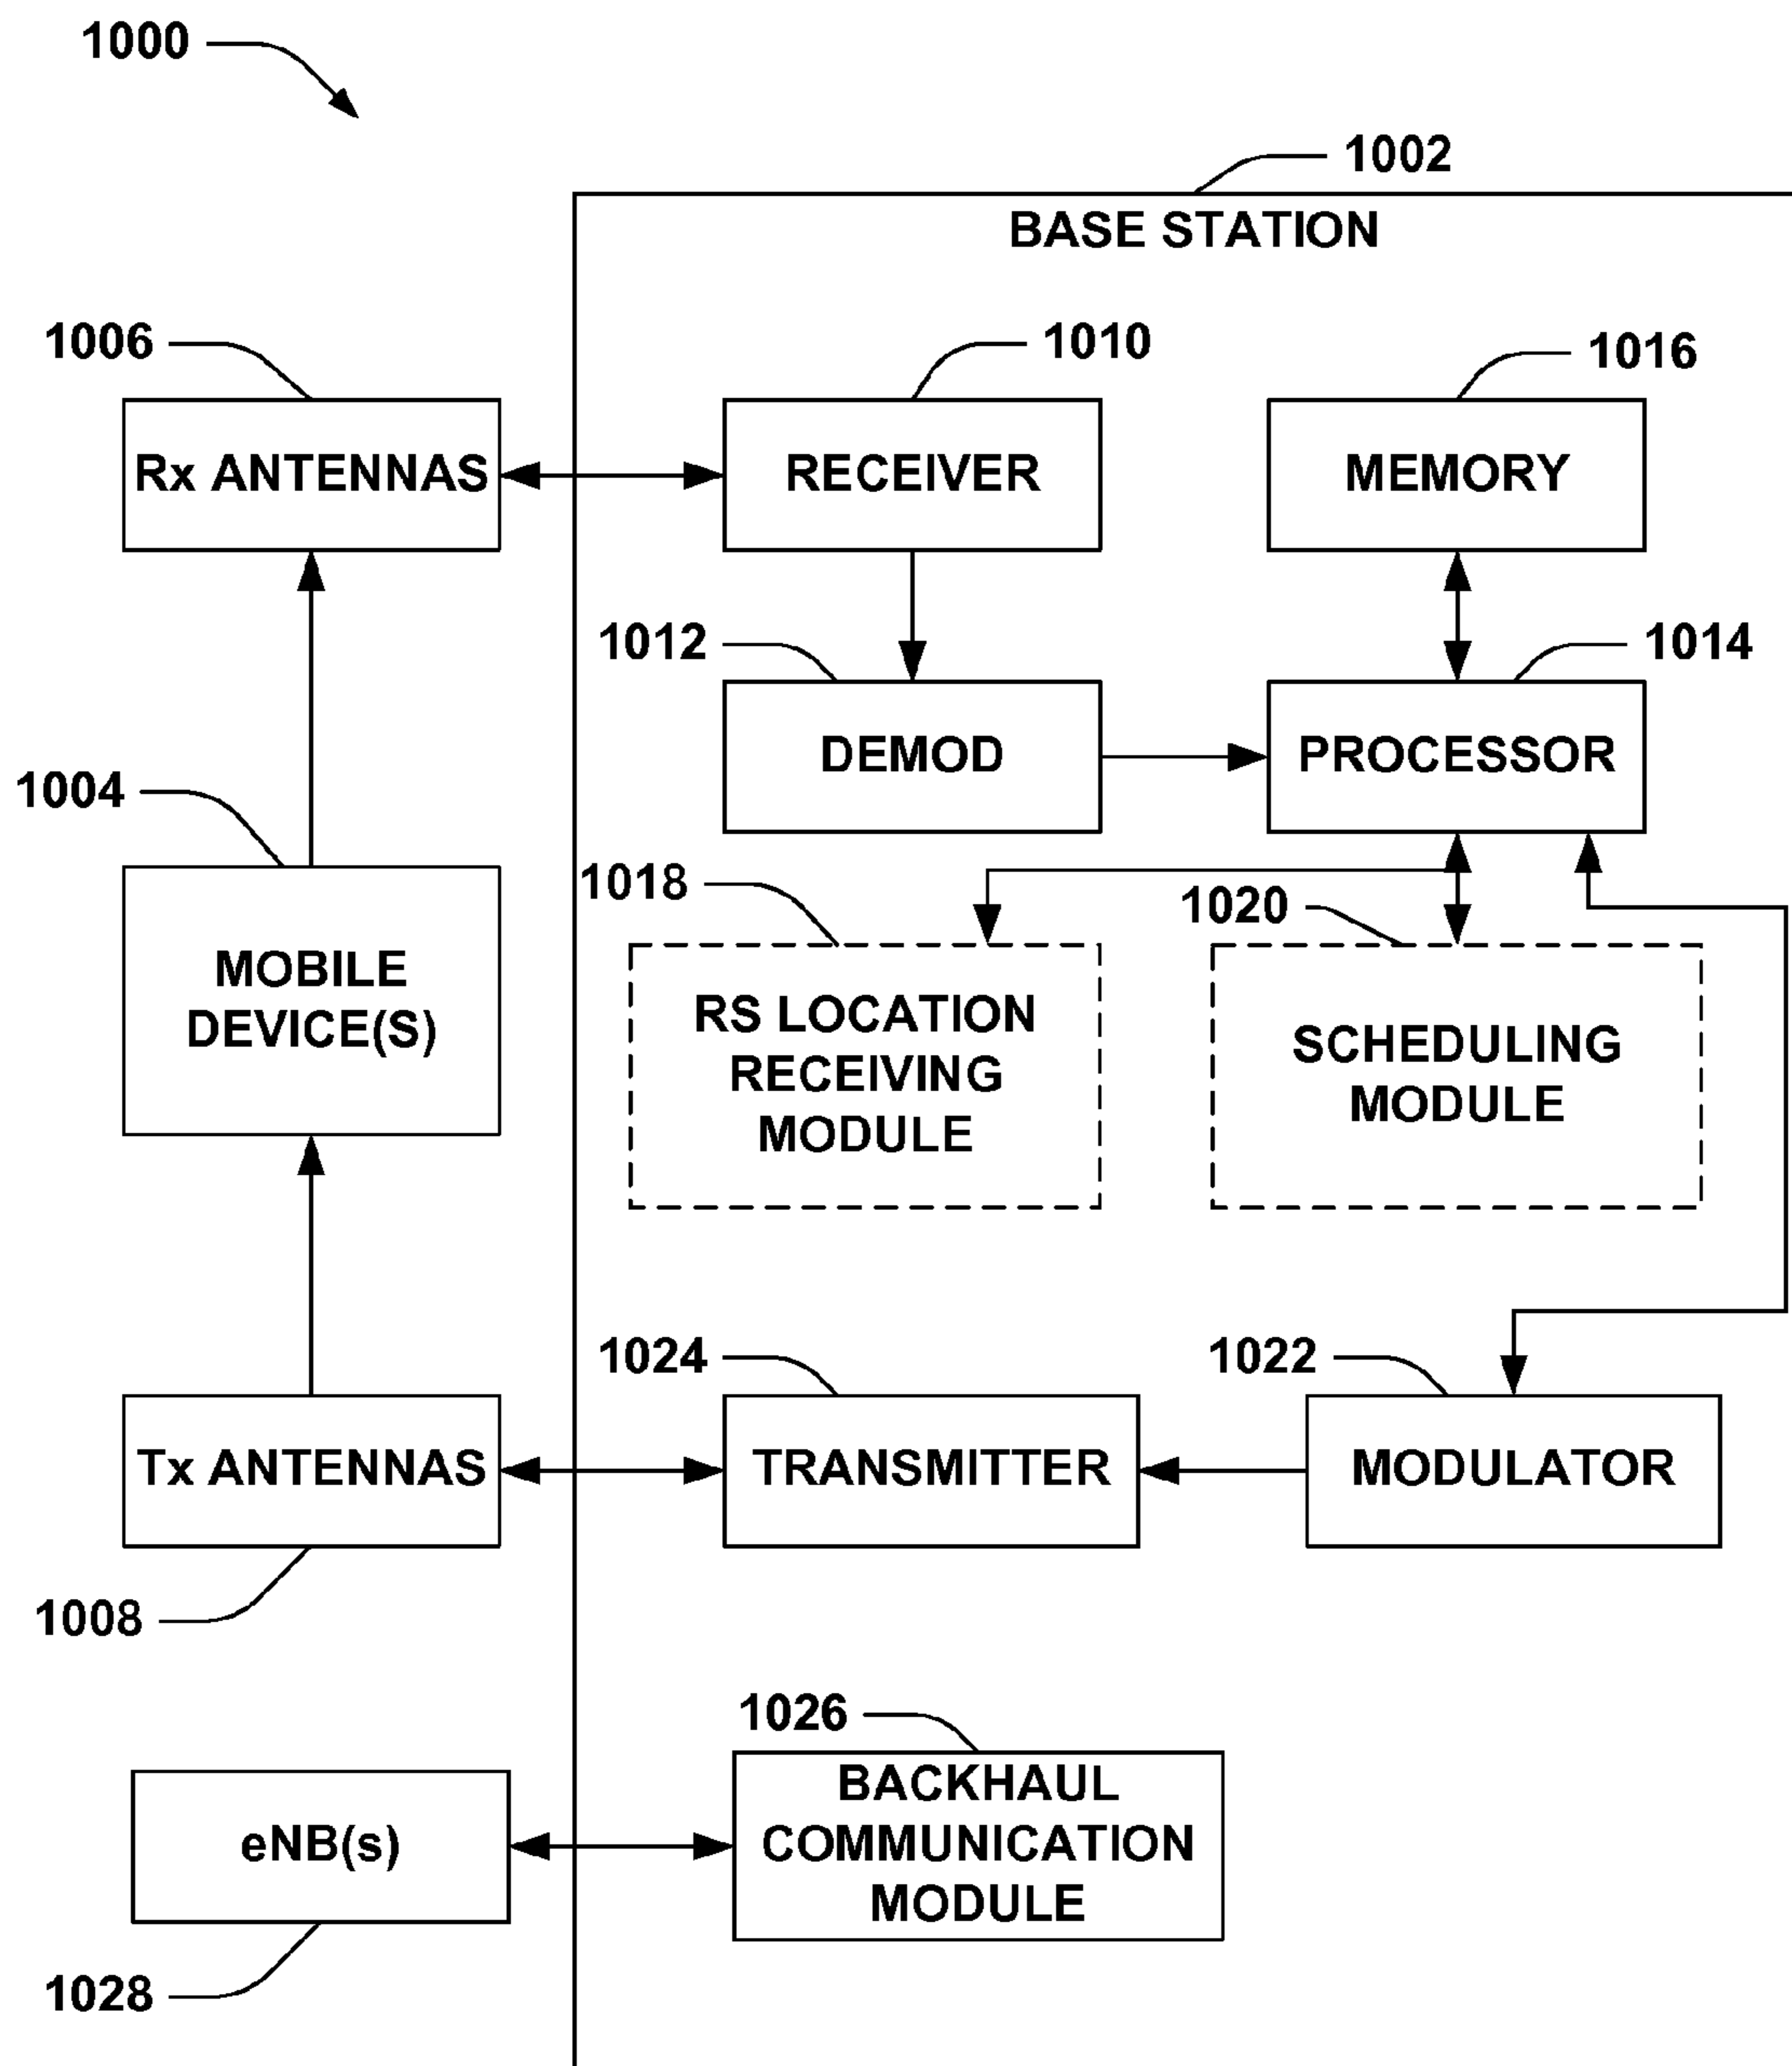 1000
1002
BASE STATION
1006
1010
1016
Rx ANTENNAS
RECEIVER
MEMORY
1012
1014
DEMOD
PROCESSOR
1004
1018
1020
MOBILE
DEVICE(S)
RS LOCATION
RECEIVING
MODULE
SCHEDULING
MODULE
1024
1022
Tx ANTENNAS
TRANSMITTER
MODULATOR
1008
1026
BACKHAUL
COMMUNICATION
MODULE
eNB(s)
1028